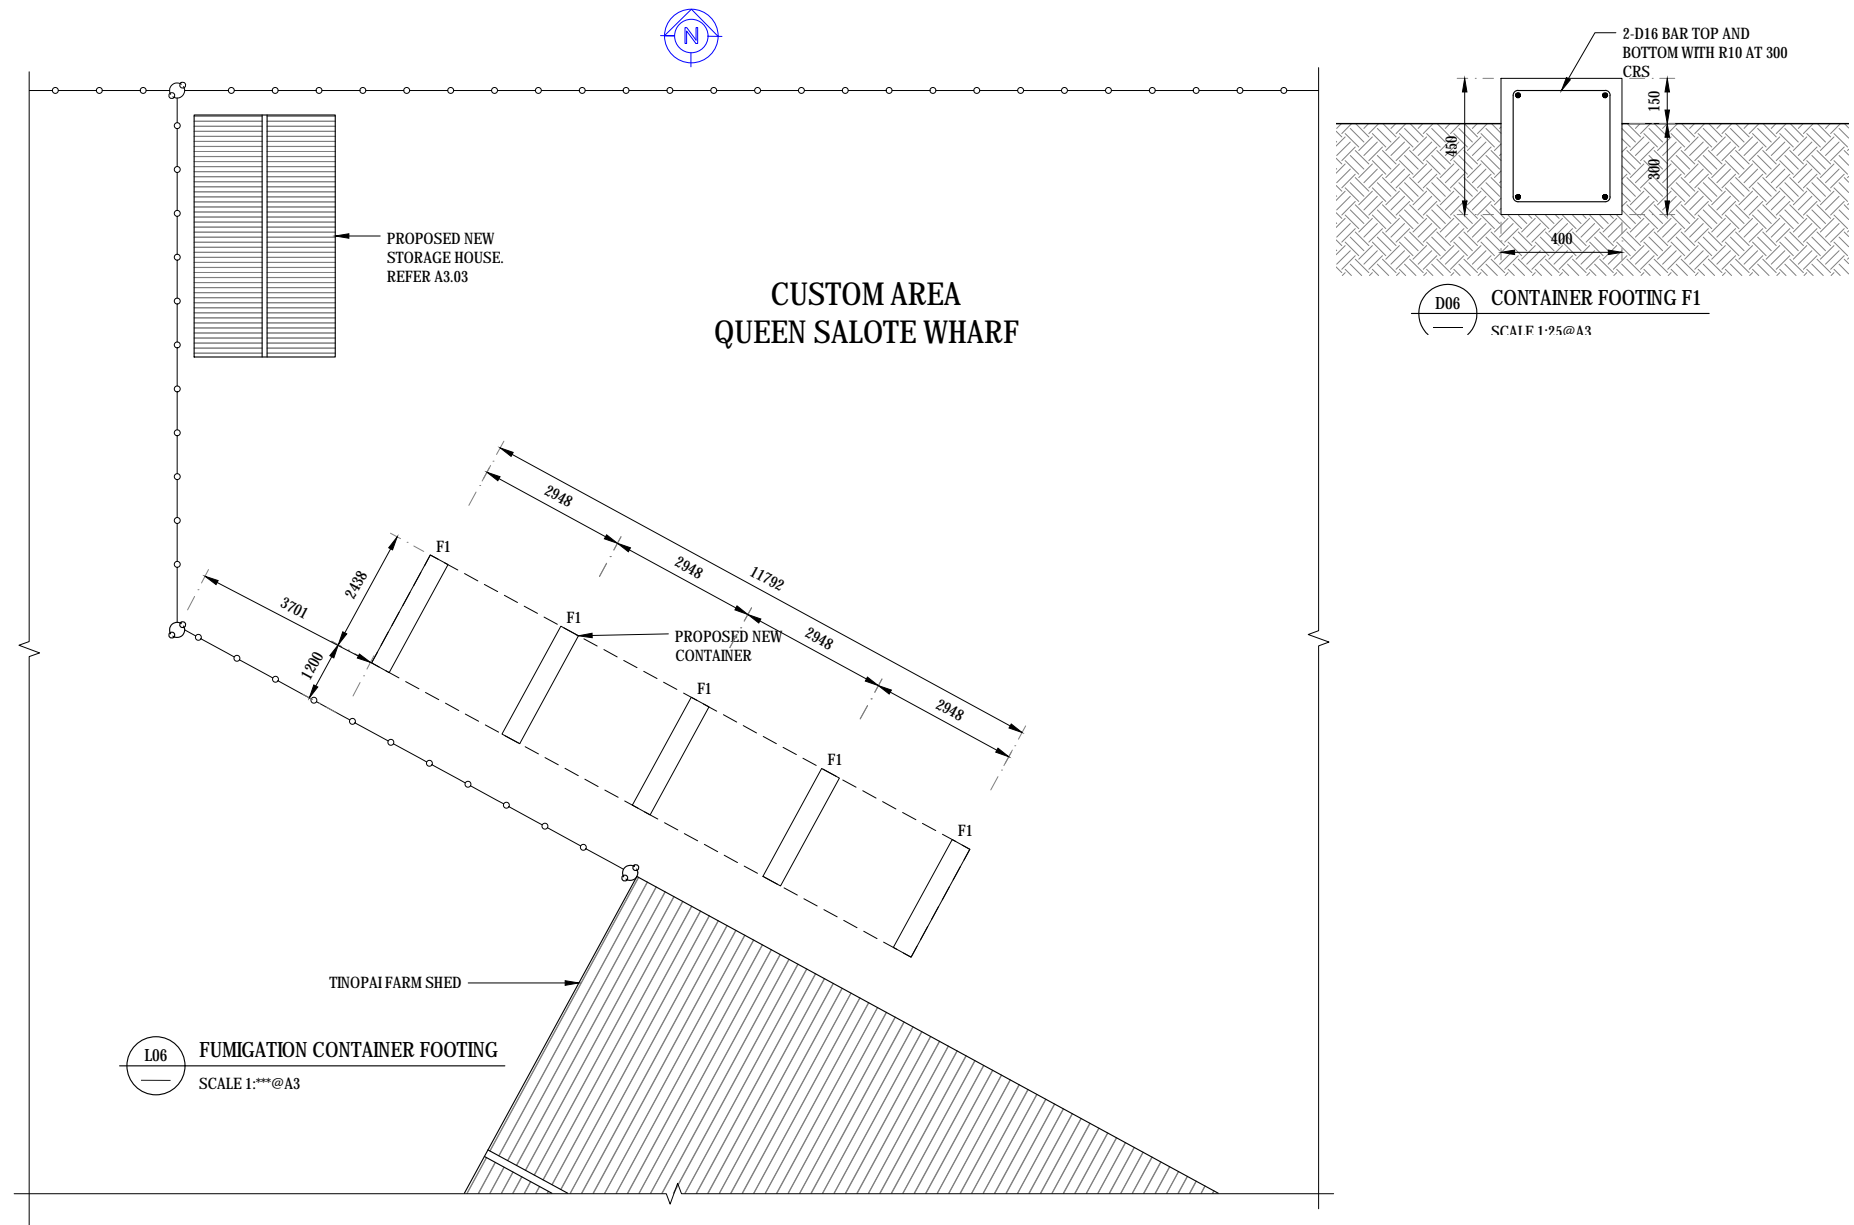 N
2-D16 BAR TOP AND
BOTTOM WITH R10 AT 300
CRS
150
450
300
400
D06
CONTAINER FOOTING F1
SCALE 1:25@A3
PROPOSED NEW
STORAGE HOUSE.
REFER A3.03
CUSTOM AREA
QUEEN SALOTE WHARF
2948
2948
11792
2948
2948
F1
2438
3701
1200
F1
PROPOSED NEW
CONTAINER
F1
F1
F1
TINOPAI FARM SHED
L06
FUMIGATION CONTAINER FOOTING
SCALE 1:***@A3